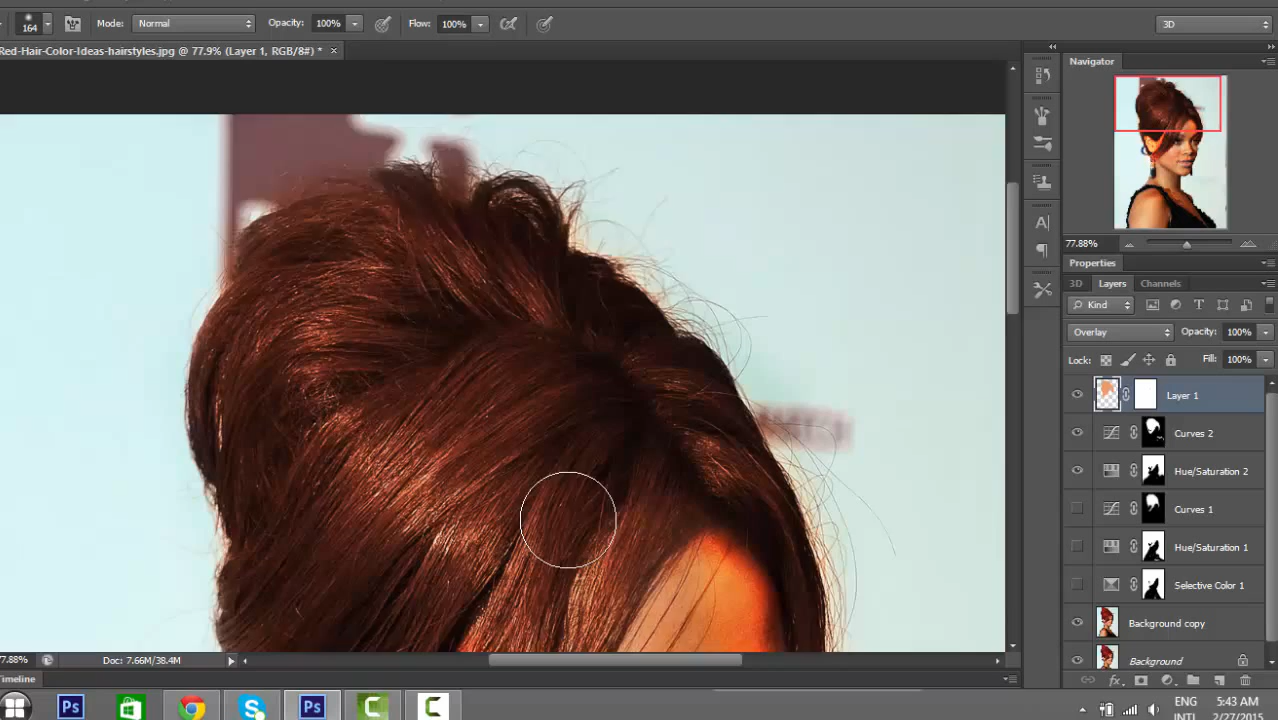 164 Mode: Normal Opacity: 100% Flow: 100% 3D
Red-Hair-Color-Ideas-hairstyles.jpg @ 77.9% (Layer 1, RGB/8#) *
Navigator
77.88%
Properties
3D Layers Channels
Kind
Overlay Opacity: 100%
Lock: Fill: 100%
Layer 1
Curves 2
Hue/Saturation 2
Curves 1
Hue/Saturation 1
Selective Color 1
Background copy
Background
77.88% Doc: 7.66M/38.4M
Timeline
Ps Ps
ENG
INTL
5:43 AM
2/27/2015